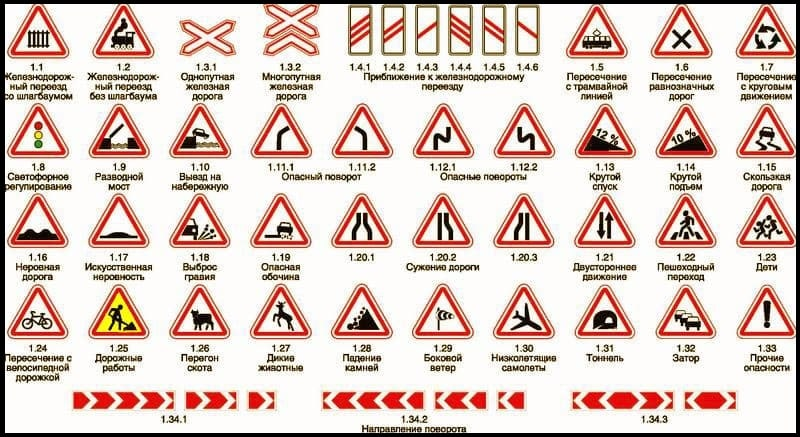 1.1
Железнодорож-
ный переезд
со шлагбаумом
1.2
Железнодорож-
ный переезд
без шлагбаума
1.3.1
Однопутная
железная
дорога
1.3.2
Многопутная
железная
дорога
1.4.1 1.4.2 1.4.3 1.4.4 1.4.5 1.4.6
Приближение к железнодорожному
переезду
1.5
Пересечение
с трамвайной
линией
1.6
Пересечение
равнозначных
дорог
1.7
Пересечение
с круговым
движением
1.8
Светофорное
регулирование
1.9
Разводной
мост
1.10
Выезд на
набережную
1.11.1 1.11.2
Опасный поворот
1.12.1 1.12.2
Опасные повороты
12%
1.13
Крутой
спуск
10%
1.14
Крутой
подъем
1.15
Скользкая
дорога
1.16
Неровная
дорога
1.17
Искусственная
неровность
1.18
Выброс
гравия
1.19
Опасная
обочина
1.20.1 1.20.2 1.20.3
Сужение дороги
1.21
Двустороннее
движение
1.22
Пешеходный
переход
1.23
Дети
1.24
Пересечение с
велосипедной
дорожкой
1.25
Дорожные
работы
1.26
Перегон
скота
1.27
Дикие
животные
1.28
Падение
камней
1.29
Боковой
ветер
1.30
Низколетящие
самолеты
1.31
Тоннель
1.32
Затор
1.33
Прочие
опасности
1.34.1 1.34.2 1.34.3
Направление поворота